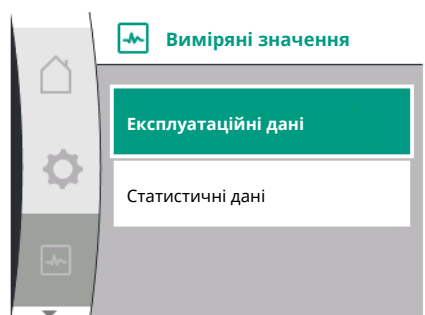 Виміряні значення
Експлуатаційні дані
Статистичні дані